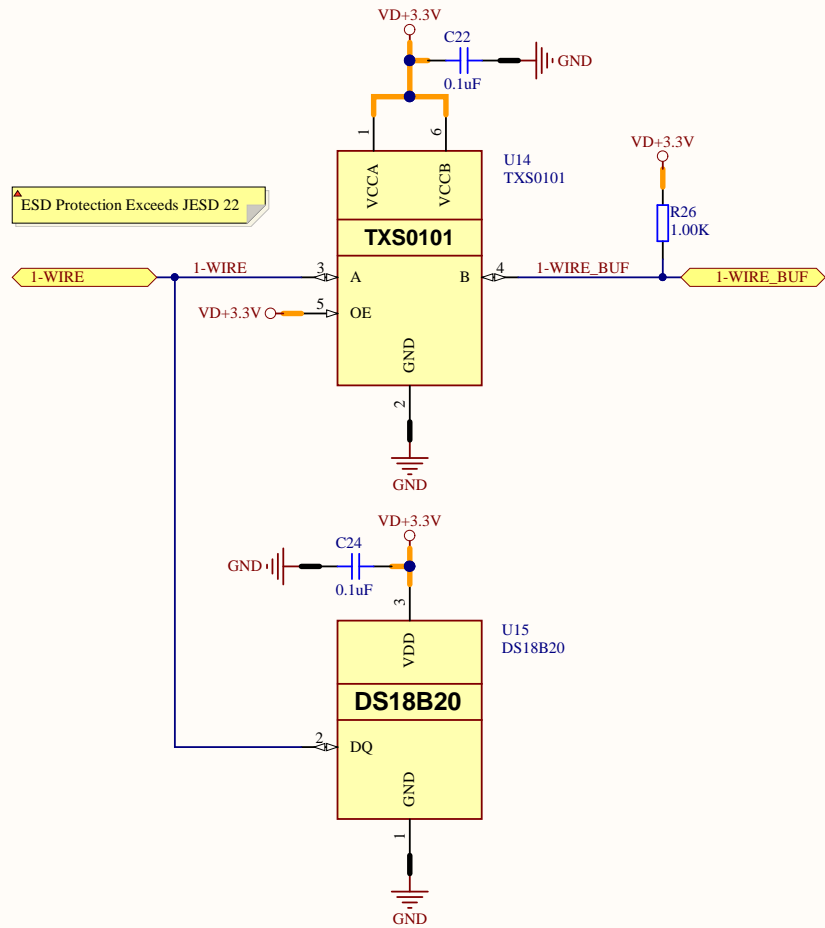 VD+3.3V
C22
GND
0.1uF
1
6
VCCA
VCCB
U14
TXS0101
VD+3.3V
ESD Protection Exceeds JESD 22
TXS0101
R26
1.00K
1-WIRE
1-WIRE
3
A
B
4
1-WIRE_BUF
1-WIRE_BUF
VD+3.3V
5
OE
GND
2
GND
VD+3.3V
C24
GND
0.1uF
3
VDD
U15
DS18B20
DS18B20
2
DQ
GND
1
GND